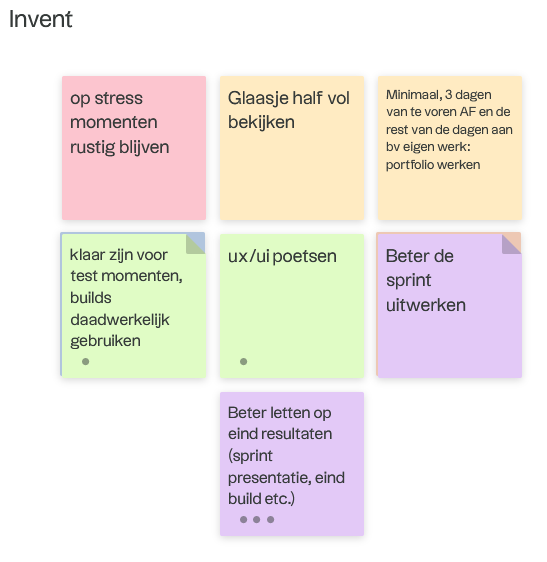 Invent
op stress
momenten
rustig blijven
Glaasje half vol
bekijken
Minimaal, 3 dagen
van te voren AF en de
rest van de dagen aan
bv eigen werk:
portfolio werken
klaar zijn voor
test momenten,
builds
daadwerkelijk
gebruiken
ux/ui poetsen
Beter de
sprint
uitwerken
Beter letten op
eind resultaten
(sprint
presentatie, eind
build etc.)